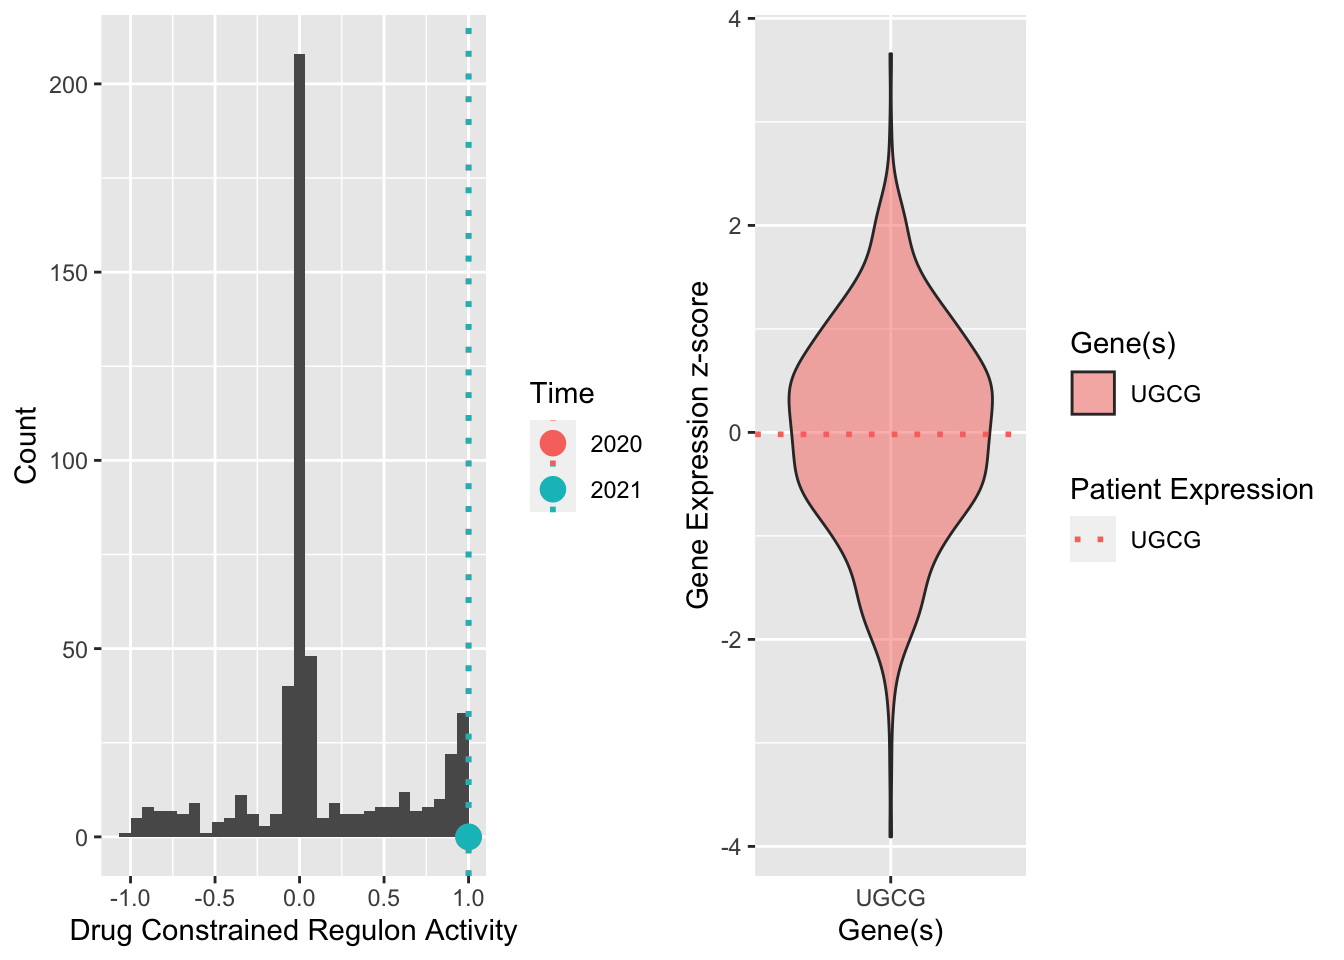 200
150
100
50
0
Count
-1.0 -0.5 0.0 0.5 1.0
Drug Constrained Regulon Activity
Time
2020
2021
4
2
0
-2
-4
Gene Expression z-score
UGCG
Gene(s)
Gene(s)
UGCG
Patient Expression
UGCG